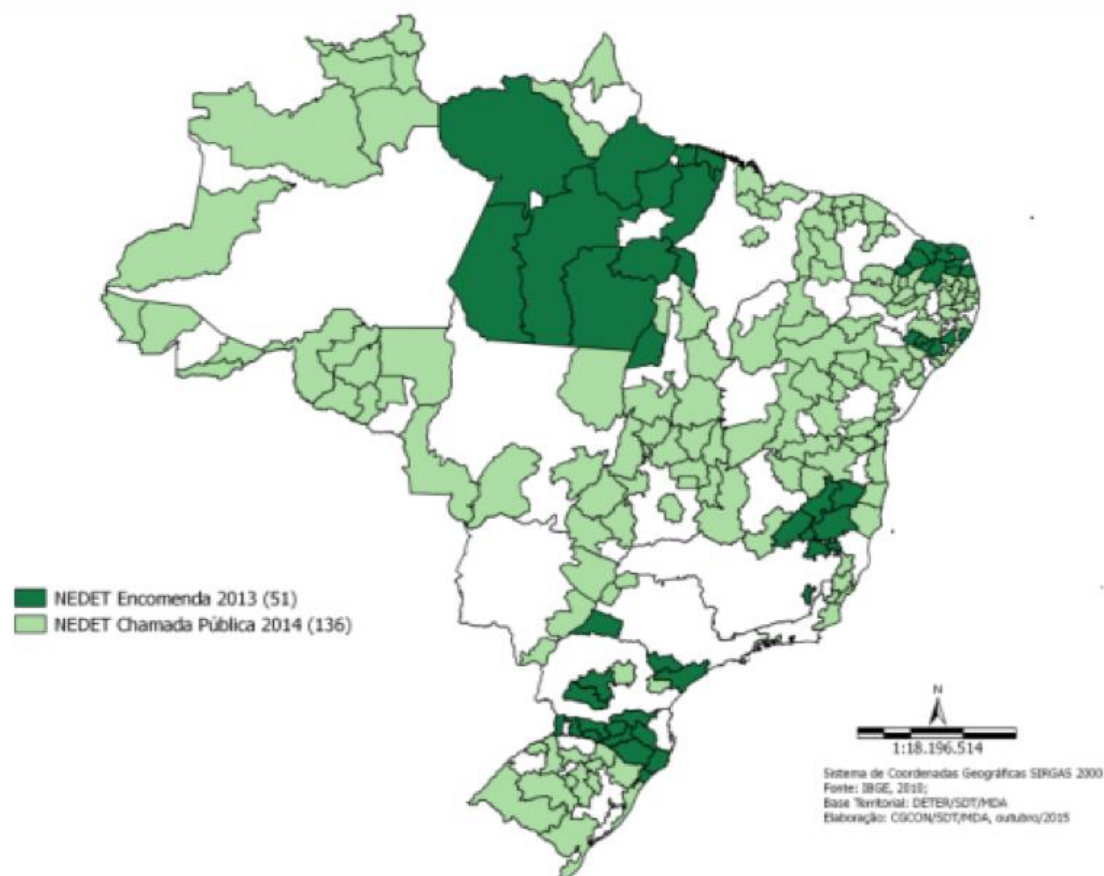 NEDET Encomenda 2013 (51)
NEDET Chamada Pública 2014 (136)
N
1:18.196.514
Sistema de Coordenadas Geográficas SIRGAS 2000
Fonte: IBGE, 2010;
Base Territorial: DETER/SDT/MDA
Elaboração: CGCON/SDT/MDA, outubro/2015